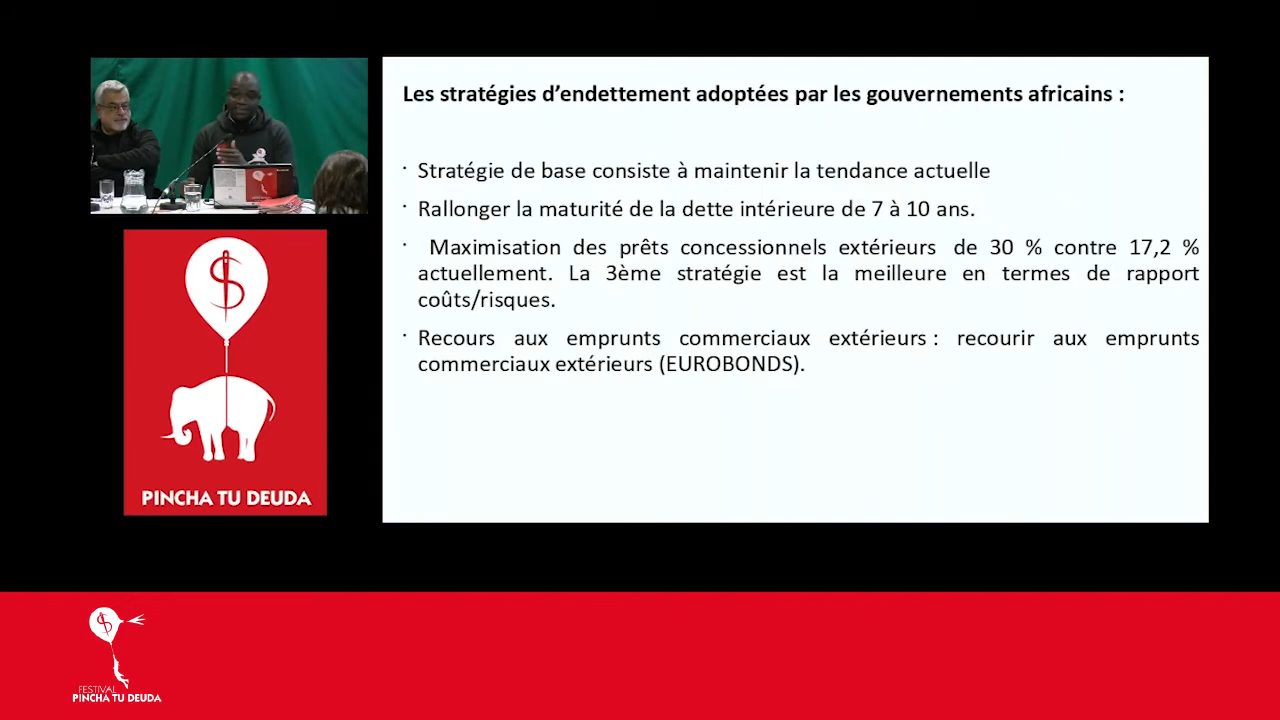 Les stratégies d'endettement adoptées par les gouvernements africains :
· Stratégie de base consiste à maintenir la tendance actuelle
· Rallonger la maturité de la dette intérieure de 7 à 10 ans.
· Maximisation des prêts concessionnels extérieurs de 30 % contre 17,2 %
actuellement. La 3ème stratégie est la meilleure en termes de rapport
coûts/risques.
· Recours aux emprunts commerciaux extérieurs : recourir aux emprunts
commerciaux extérieurs (EUROBONDS).
PINCHA TU DEUDA
FESTIVAL
PINCHA TU DEUDA